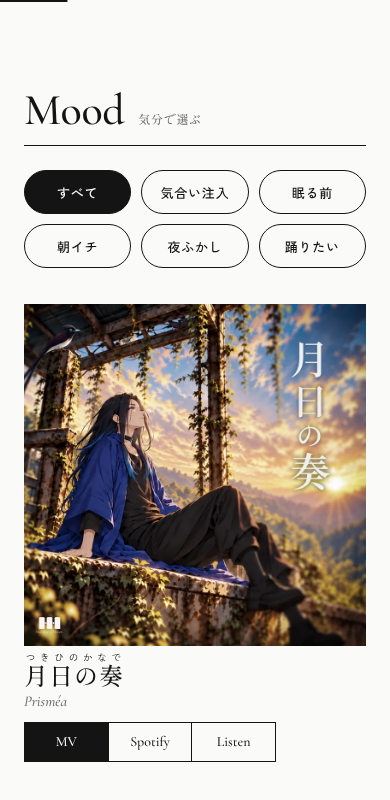 Mood 気分で選ぶ
すべて 気合い注入 眠る前
朝イチ 夜ふかし 踊りたい
月日の奏
つきひのかなで
月日の奏
Prisméa
MV Spotify Listen